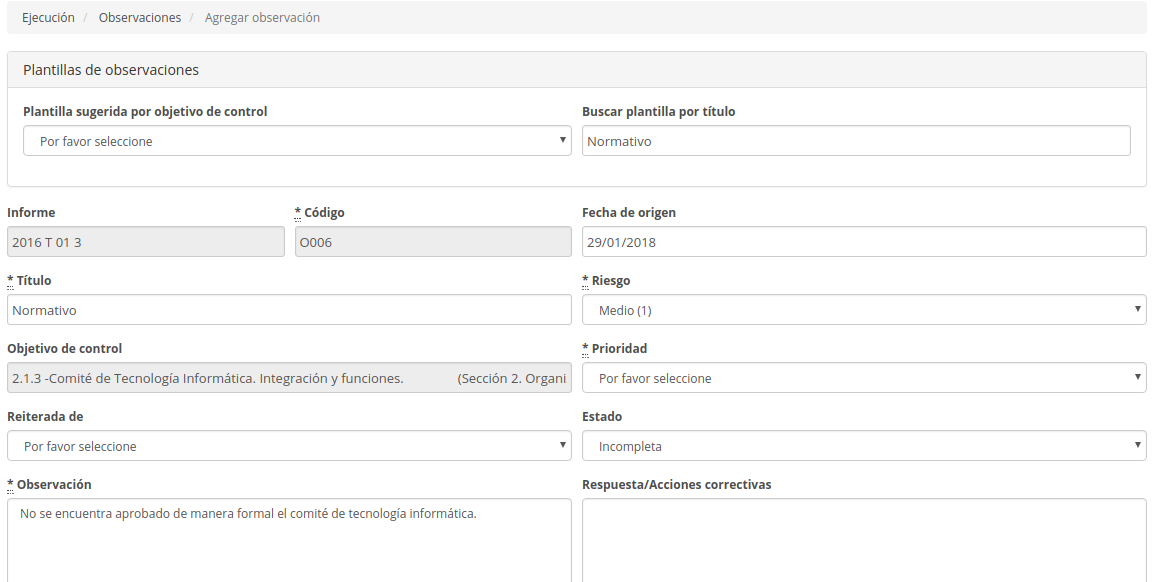 Ejecución / Observaciones / Agregar observación
Plantillas de observaciones
Plantilla sugerida por objetivo de control Buscar plantilla por título
Por favor seleccione Normativo
Informe * Código Fecha de origen
2016 T 01 3 O006 29/01/2018
* Título * Riesgo
Normativo Medio (1)
Objetivo de control * Prioridad
2.1.3 -Comité de Tecnología Informática. Integración y funciones. (Sección 2. Organi Por favor seleccione
Reiterada de Estado
Por favor seleccione Incompleta
* Observación Respuesta/Acciones correctivas
No se encuentra aprobado de manera formal el comité de tecnología informática.